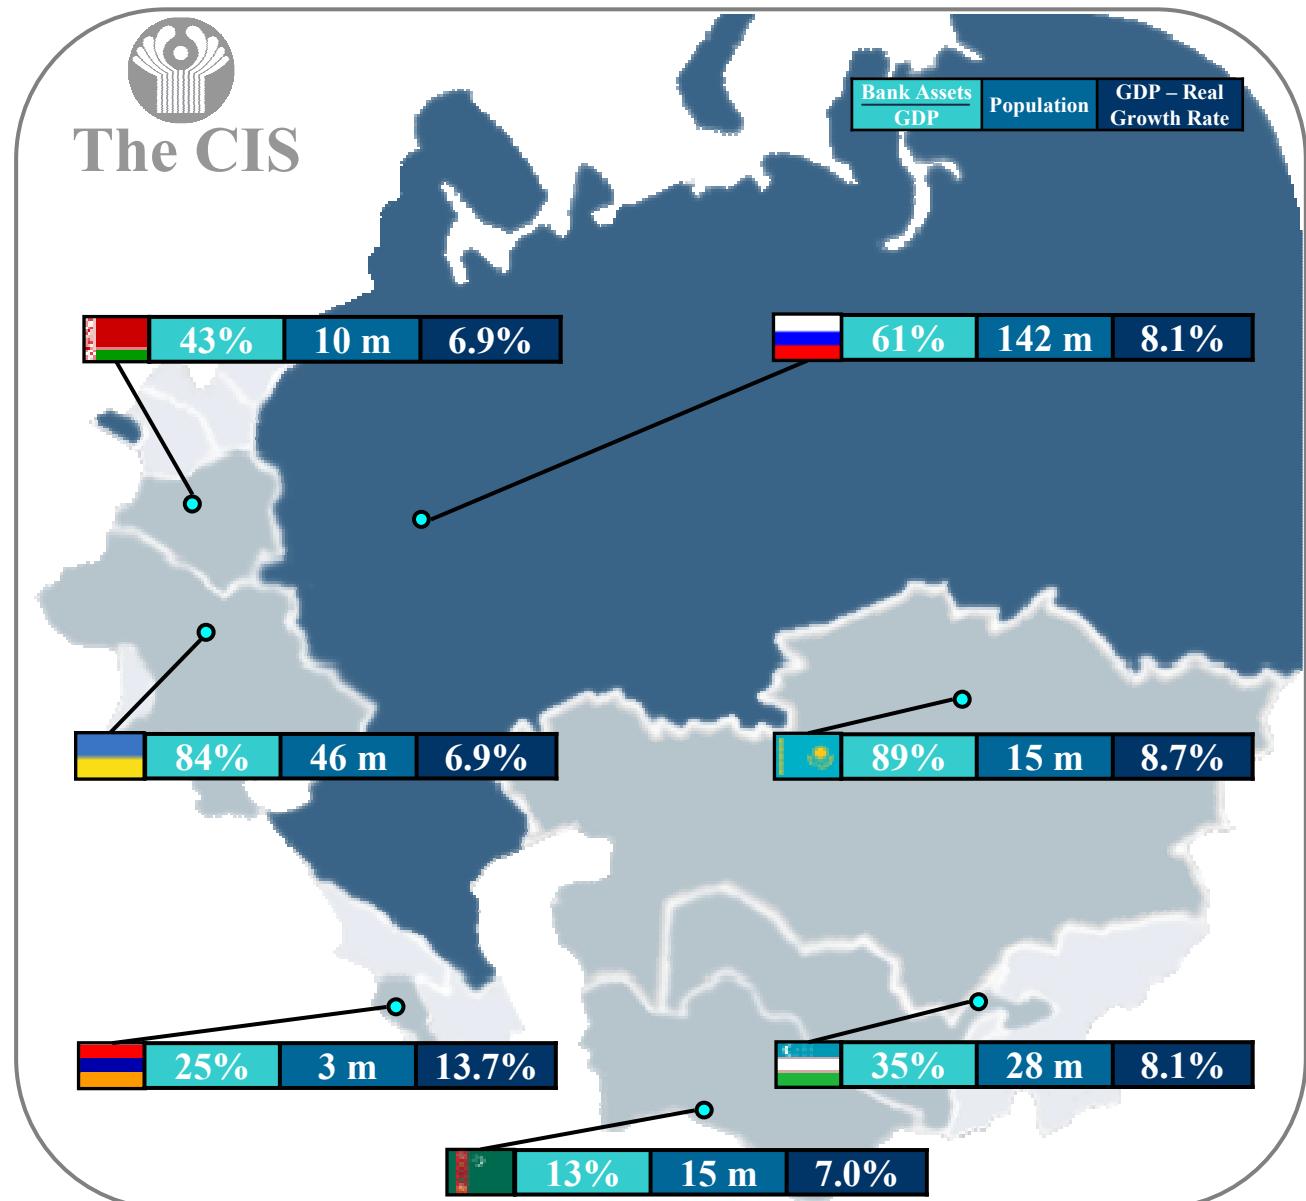 The CIS
Bank Assets
GDP
Population
GDP – Real
Growth Rate
43% 10 m 6.9%
61% 142 m 8.1%
84% 46 m 6.9%
89% 15 m 8.7%
25% 3 m 13.7%
35% 28 m 8.1%
13% 15 m 7.0%